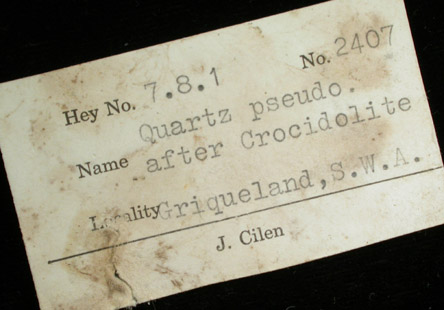 Hey No. 7.8.1 No. 2407
Quartz pseudo.
Name after Crocidolite
Locality Griqueland, S.W.A.
J. Cilen